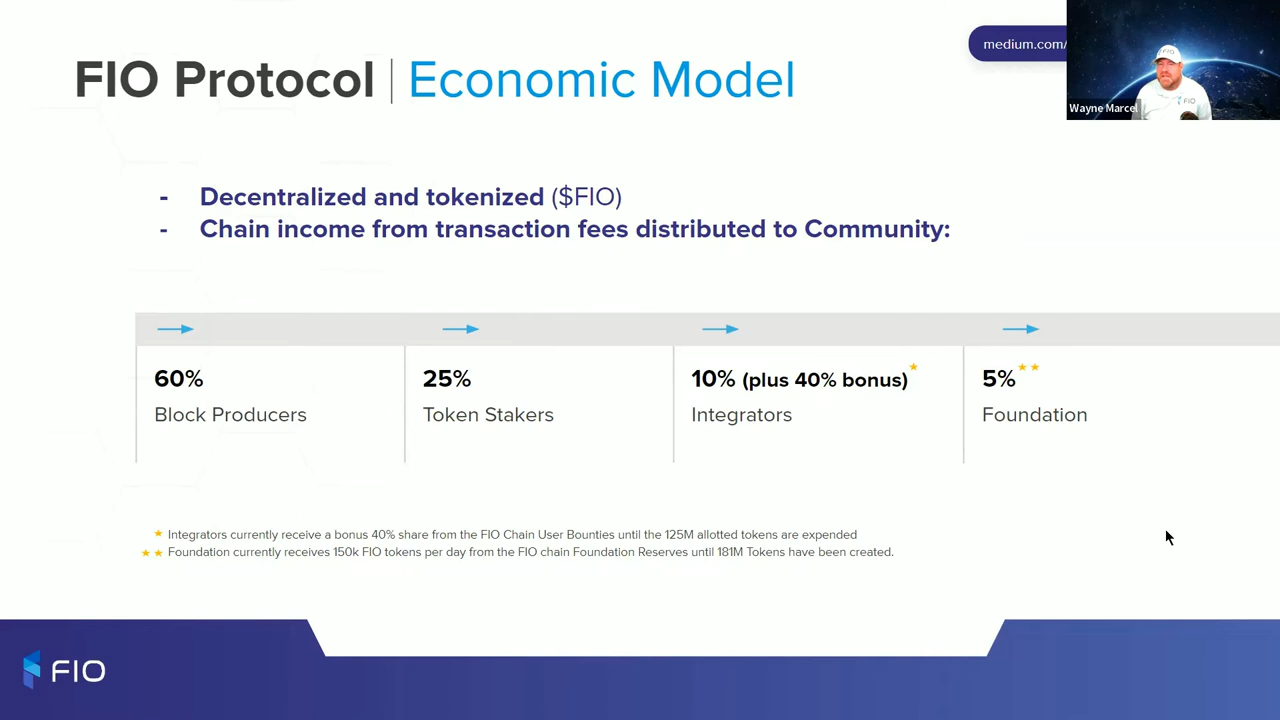 medium.com/
FIO Protocol | Economic Model
FIO
FIO
Wayne Marcel
- Decentralized and tokenized ($FIO)
- Chain income from transaction fees distributed to Community:
60%
Block Producers
25%
Token Stakers
10% (plus 40% bonus)
Integrators
5%
Foundation
Integrators currently receive a bonus 40% share from the FIO Chain User Bounties until the 125M allotted tokens are expended
Foundation currently receives 150k FIO tokens per day from the FIO chain Foundation Reserves until 181M Tokens have been created.
FIO